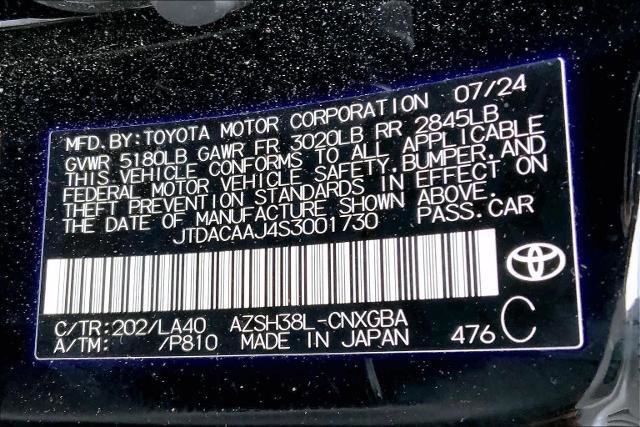 MFD. BY: TOYOTA MOTOR CORPORATION 07/24
GVWR 5180LB GAWR FR 3020LB RR 2845LB
THIS VEHICLE CONFORMS TO ALL APPLICABLE
FEDERAL MOTOR VEHICLE SAFETY, BUMPER, AND
THEFT PREVENTION STANDARDS IN EFFECT ON
THE DATE OF MANUFACTURE SHOWN ABOVE.
JTDACAAJ4S3001730 PASS. CAR
C/TR: 202/LA40 AZSH38L-CNXGBA
A/TM: /P810 MADE IN JAPAN 476 C